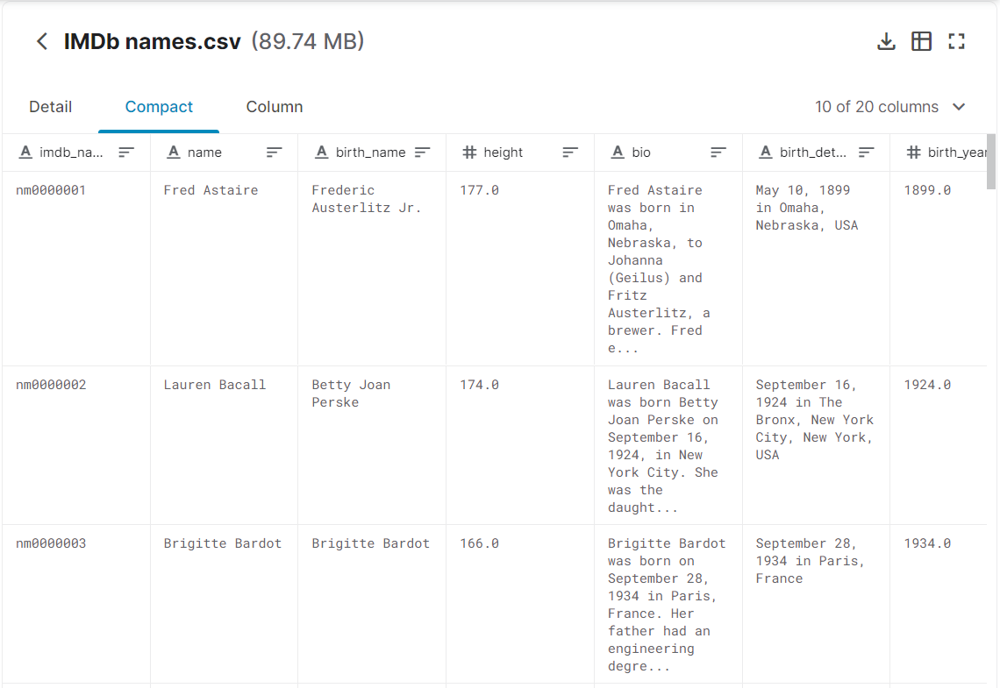 IMDb names.csv (89.74 MB)
Detail
Compact
Column
10 of 20 columns
imdb_na...
name
birth_name
height
bio
birth_det...
birth_year
nm0000001
Fred Astaire
Frederic
Austerlitz Jr.
177.0
Fred Astaire
was born in
Omaha,
Nebraska, to
Johanna
(Geilus) and
Fritz
Austerlitz, a
brewer. Fred
e...
May 10, 1899
in Omaha,
Nebraska, USA
1899.0
nm0000002
Lauren Bacall
Betty Joan
Perske
174.0
Lauren Bacall
was born Betty
Joan Perske on
September 16,
1924, in New
York City. She
was the
daught...
September 16,
1924 in The
Bronx, New York
City, New York,
USA
1924.0
nm0000003
Brigitte Bardot
Brigitte Bardot
166.0
Brigitte Bardot
was born on
September 28,
1934 in Paris,
France. Her
father had an
engineering
degre...
September 28,
1934 in Paris,
France
1934.0